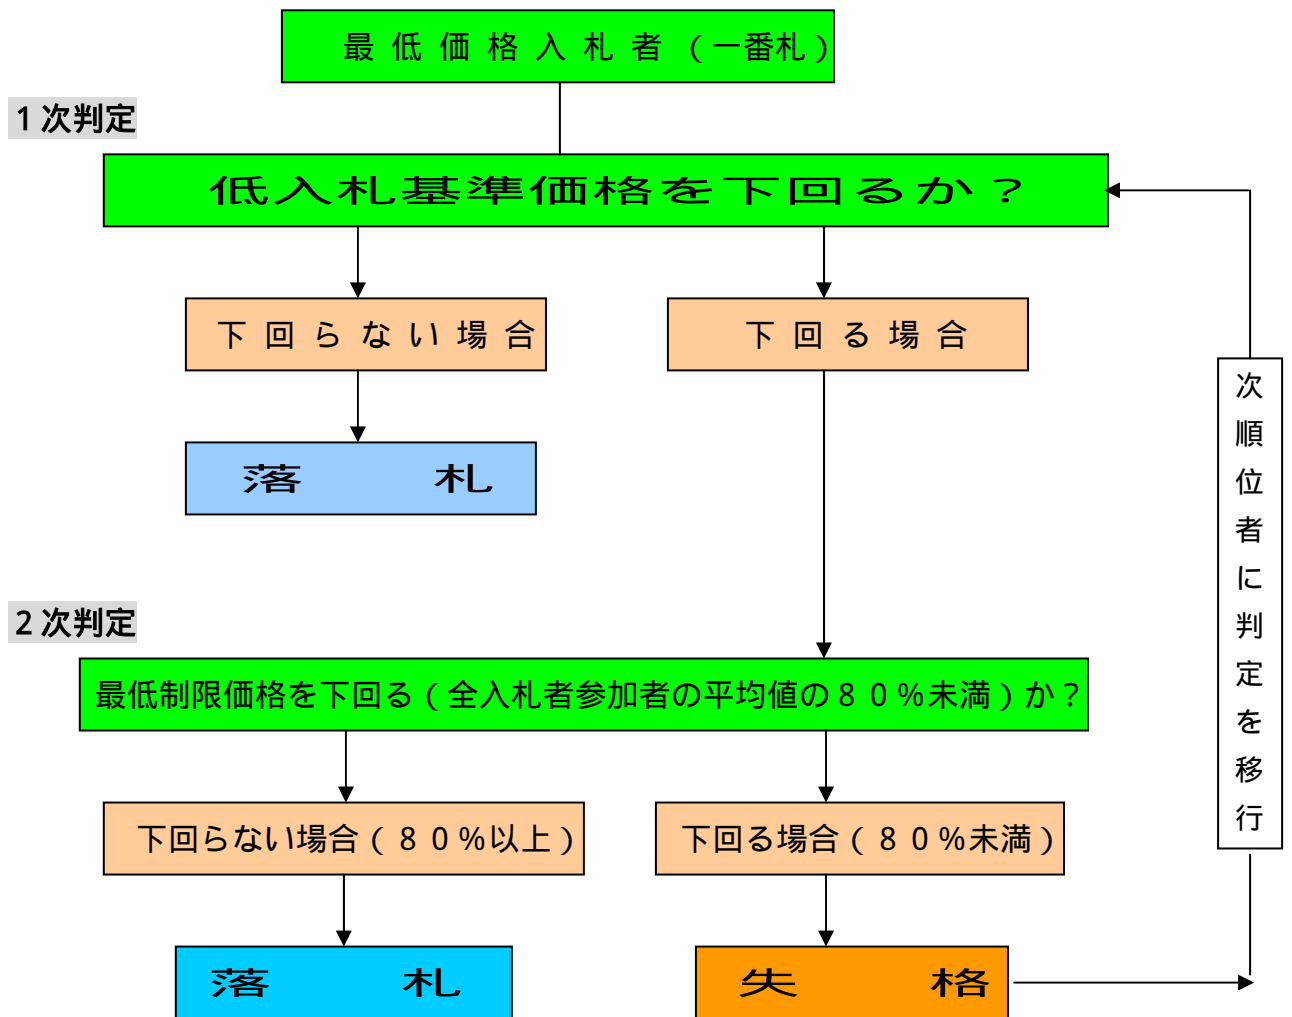 最低価格入札者（一番札）
１次判定
低入札基準価格を下回るか？
下回らない場合
下回る場合
落　札
次順位者に判定を移行
２次判定
最低制限価格を下回る（全入札者参加者の平均値の８０％未満）か？
下回らない場合（８０％以上）
下回る場合（８０％未満）
落　札
失　格